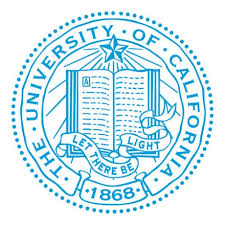 THE · UNIVERSITY · OF · CALIFORNIA
A
LET THERE BE LIGHT
· 1868 ·